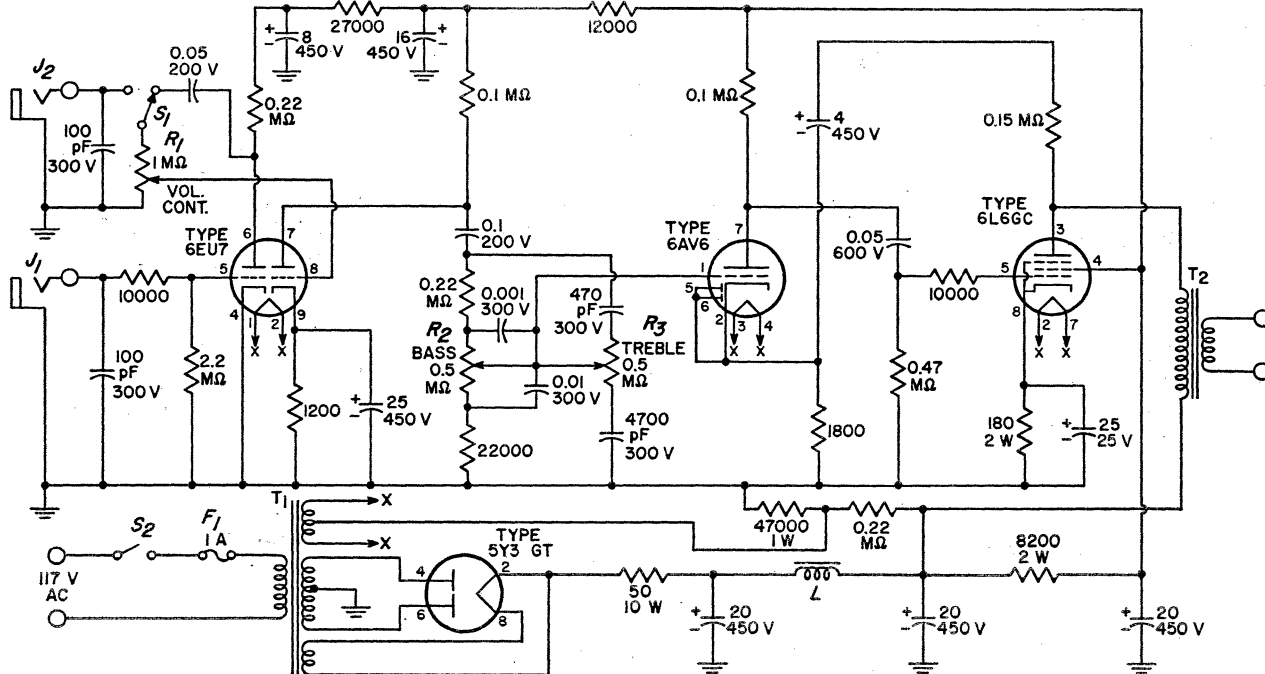 +
-
8
450 V
27000
16
450 V
+
-
12000
J2
0.05
200 V
S1
100
pF
300 V
R1
1 MΩ
VOL.
CONT.
0.22
MΩ
0.1 MΩ
0.1 MΩ
+
-
4
450 V
0.15 MΩ
TYPE
6EU7
6
7
5
8
4
1
2
9
X
X
0.1
200 V
TYPE
6AV6
7
1
5
6
2
3
4
X
X
0.05
600 V
TYPE
6L6GC
3
4
5
8
2
7
X
X
T2
J1
10000
100
pF
300 V
2.2
MΩ
1200
+
-
25
450 V
0.22
MΩ
0.001
300 V
R2
BASS
0.5
MΩ
0.01
300 V
22000
470
pF
300 V
R3
TREBLE
0.5
MΩ
4700
pF
300 V
1800
10000
0.47
MΩ
180
2 W
+
-
25
25 V
T1
X
X
S2
F1
1 A
117 V
AC
TYPE
5Y3 GT
4
6
2
8
47000
1 W
0.22
MΩ
50
10 W
L
8200
2 W
+
-
20
450 V
+
-
20
450 V
+
-
20
450 V